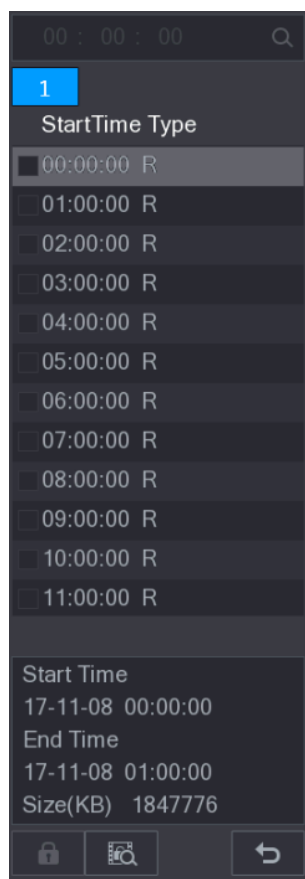 00 : 00 : 00
1
StartTime Type
00:00:00 R
01:00:00 R
02:00:00 R
03:00:00 R
04:00:00 R
05:00:00 R
06:00:00 R
07:00:00 R
08:00:00 R
09:00:00 R
10:00:00 R
11:00:00 R
Start Time
17-11-08 00:00:00
End Time
17-11-08 01:00:00
Size(KB) 1847776